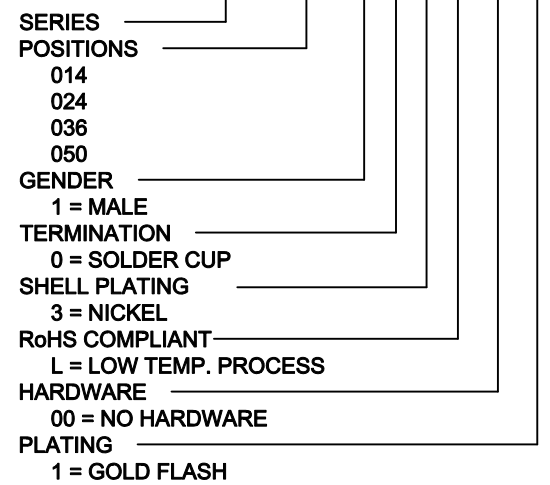 SERIES
POSITIONS
014
024
036
050
GENDER
1 = MALE
TERMINATION
0 = SOLDER CUP
SHELL PLATING
3 = NICKEL
RoHS COMPLIANT
L = LOW TEMP. PROCESS
HARDWARE
00 = NO HARDWARE
PLATING
1 = GOLD FLASH